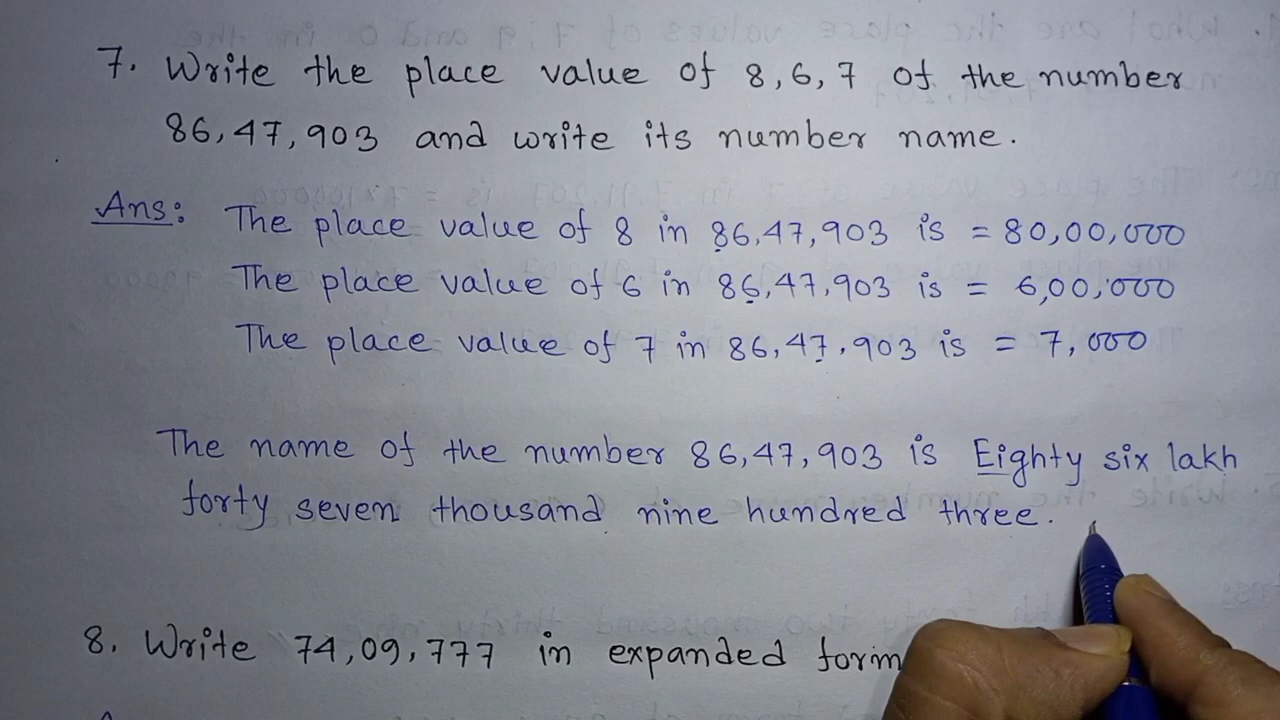 7. Write the place value of 8, 6, 7 of the number
86,47,903 and write its number name.
Ans: The place value of 8 in 86,47,903 is = 80,00,000
The place value of 6 in 86,47,903 is = 6,00,000
The place value of 7 in 86,47,903 is = 7,000
The name of the number 86,47,903 is Eighty six lakh
forty seven thousand nine hundred three.
8. Write 74,09,777 in expanded form